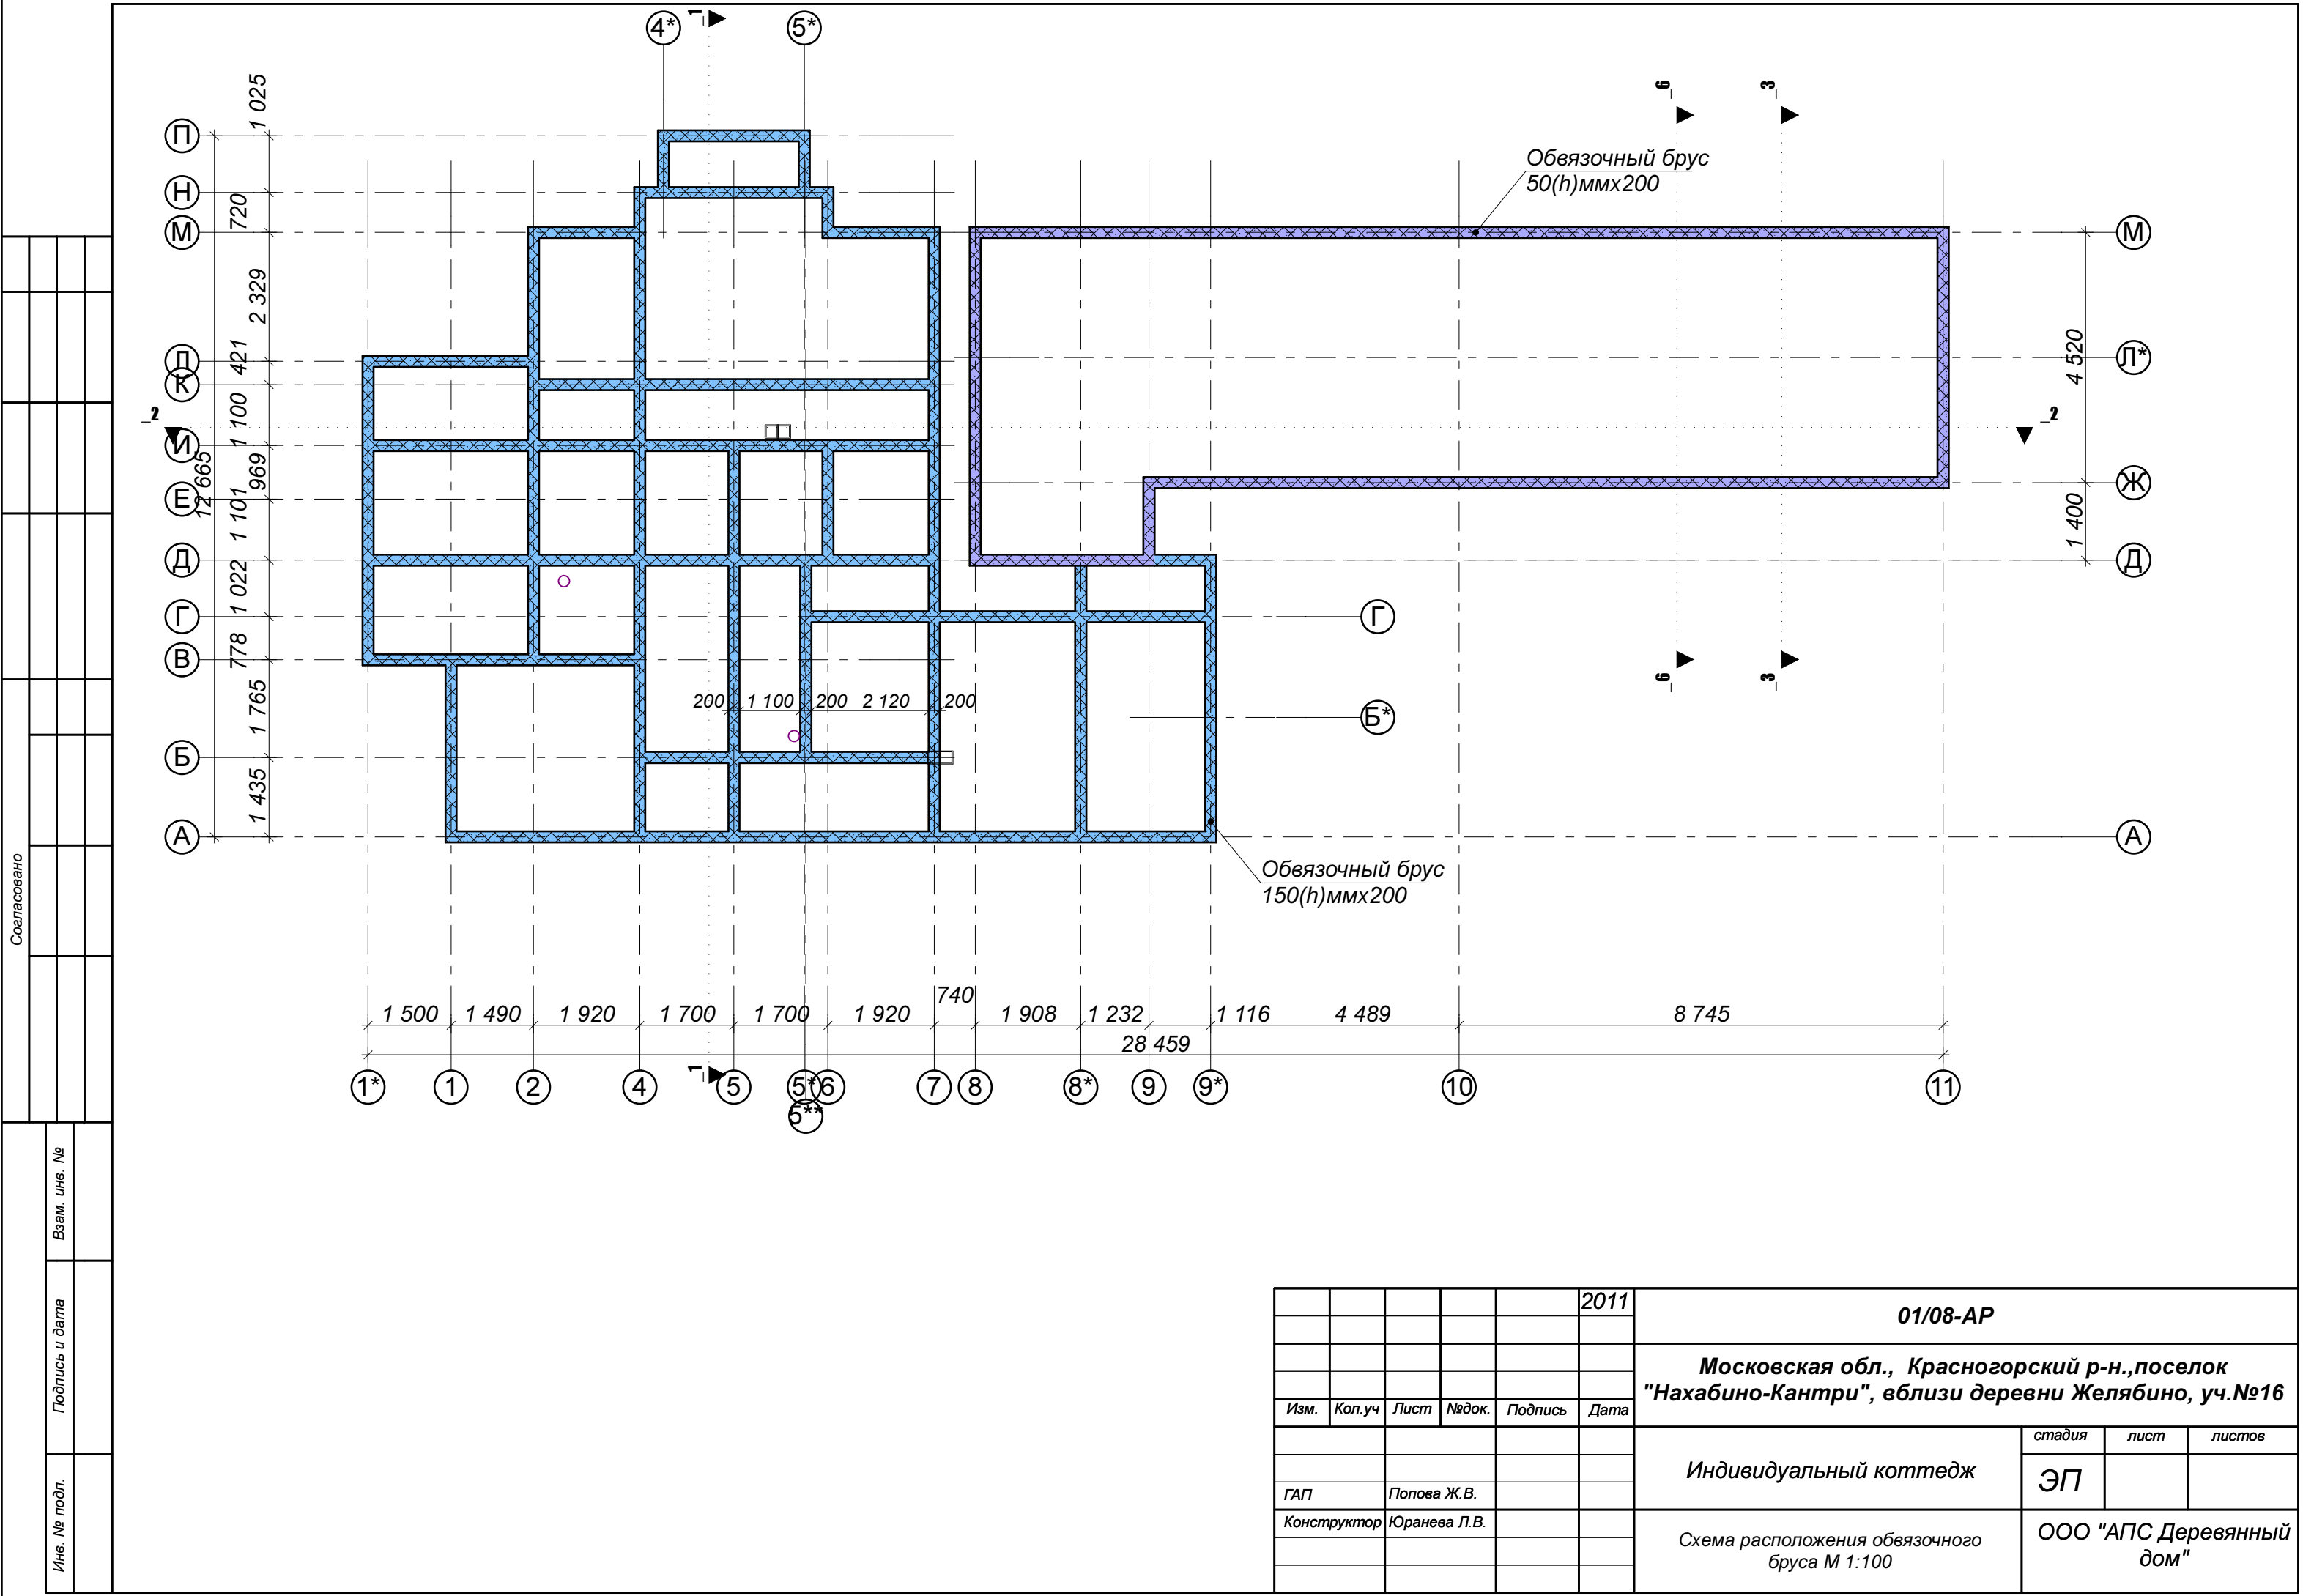 4*
5*
1
6
3
П
Н
М
Л
К
И
Е
Д
Г
В
Б
А
1 025
720
2 329
421
1 100
969
1 101
1 022
778
1 765
1 435
12 665
Обвязочный брус
50(h)ммх200
М
Л*
Ж
Д
А
4 520
1 400
_2
_2
Г
Б*
6
3
200
1 100
200
2 120
200
Обвязочный брус
150(h)ммх200
1 500
1 490
1 920
1 700
1 700
1 920
740
1 908
1 232
1 116
4 489
8 745
28 459
1*
1
2
4
1
5
5*
6
7
8
8*
9
9*
10
11
5**
Согласовано
Взам. инв. №
Подпись и дата
Инв. № подл.
2011
01/08-АР
Московская обл., Красногорский р-н.,поселок
"Нахабино-Кантри", вблизи деревни Желябино, уч.№16
Изм.
Кол.уч
Лист
№док.
Подпись
Дата
Индивидуальный коттедж
стадия
лист
листов
ЭП
ГАП
Попова Ж.В.
Конструктор
Юранева Л.В.
Схема расположения обвязочного
бруса М 1:100
ООО "АПС Деревянный
дом"